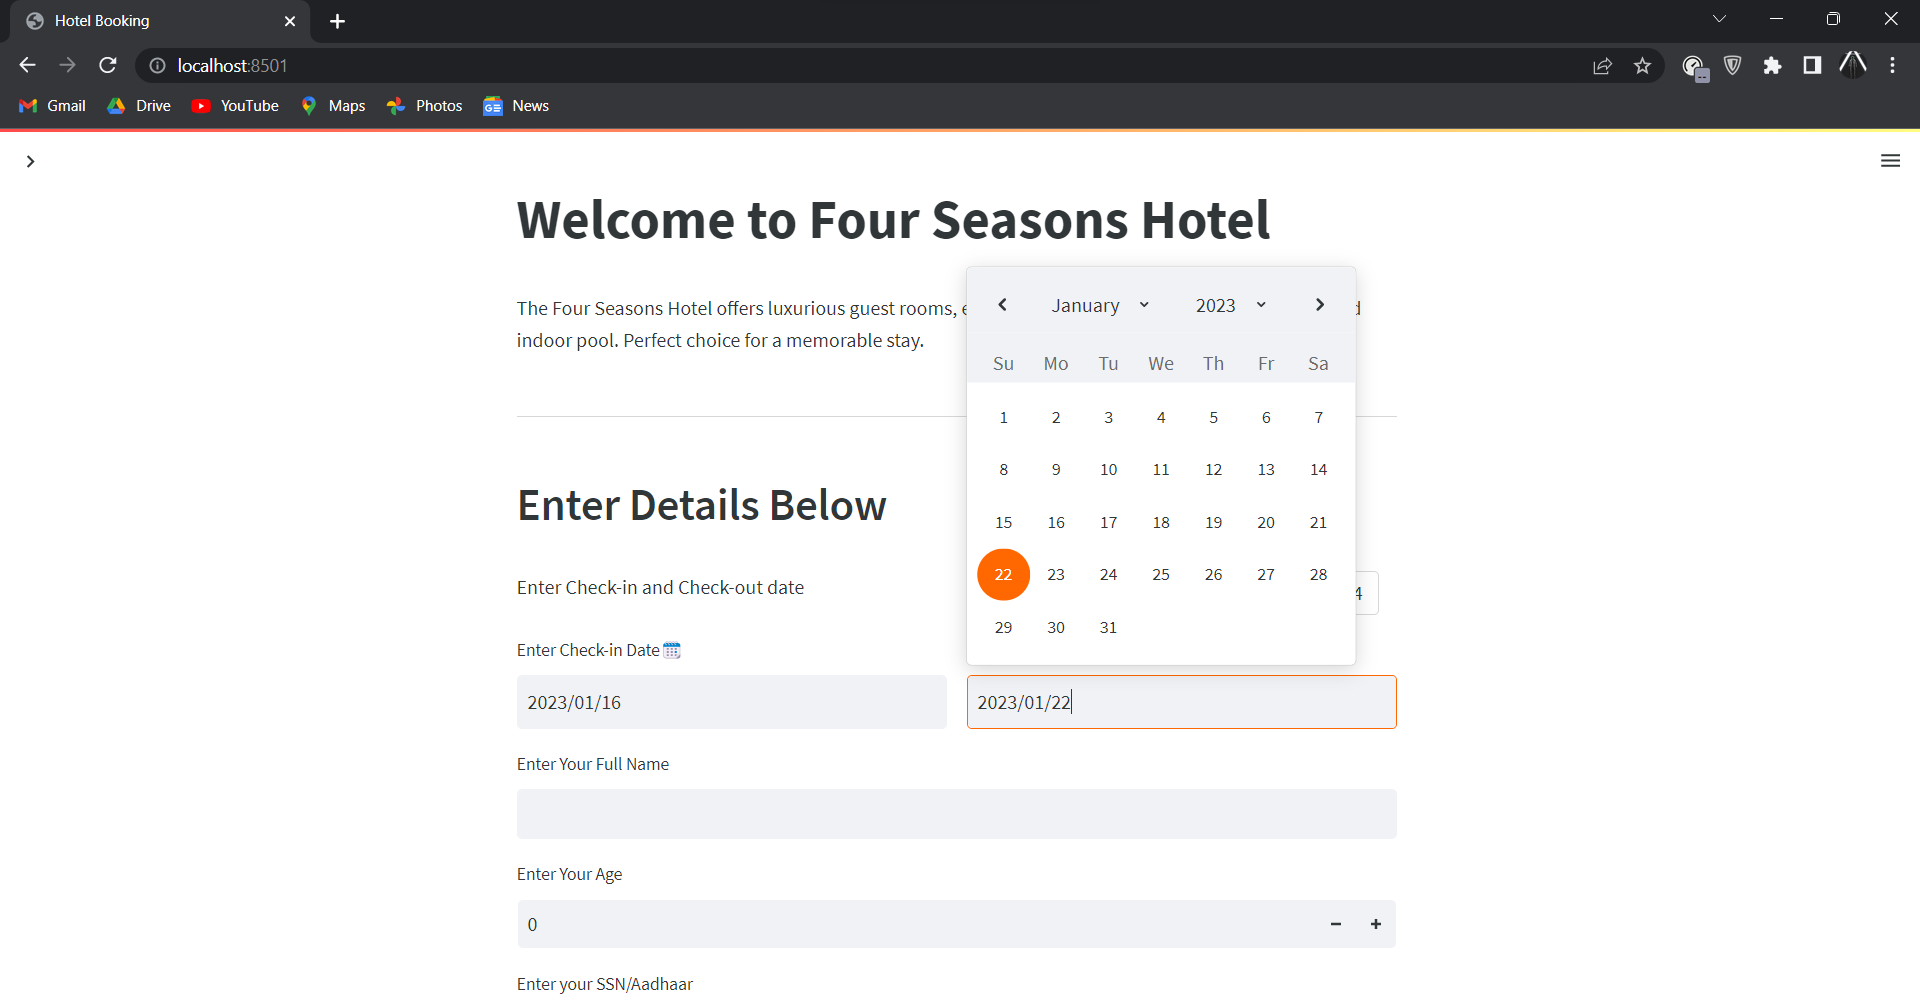 Hotel Booking
localhost:8501
Gmail Drive YouTube Maps Photos News
Welcome to Four Seasons Hotel
The Four Seasons Hotel offers luxurious guest rooms,
indoor pool. Perfect choice for a memorable stay.
January 2023
Su Mo Tu We Th Fr Sa
1 2 3 4 5 6 7
8 9 10 11 12 13 14
15 16 17 18 19 20 21
22 23 24 25 26 27 28
29 30 31
Enter Details Below
Enter Check-in and Check-out date
4
Enter Check-in Date
2023/01/16
2023/01/22
Enter Your Full Name
Enter Your Age
0
Enter your SSN/Aadhaar